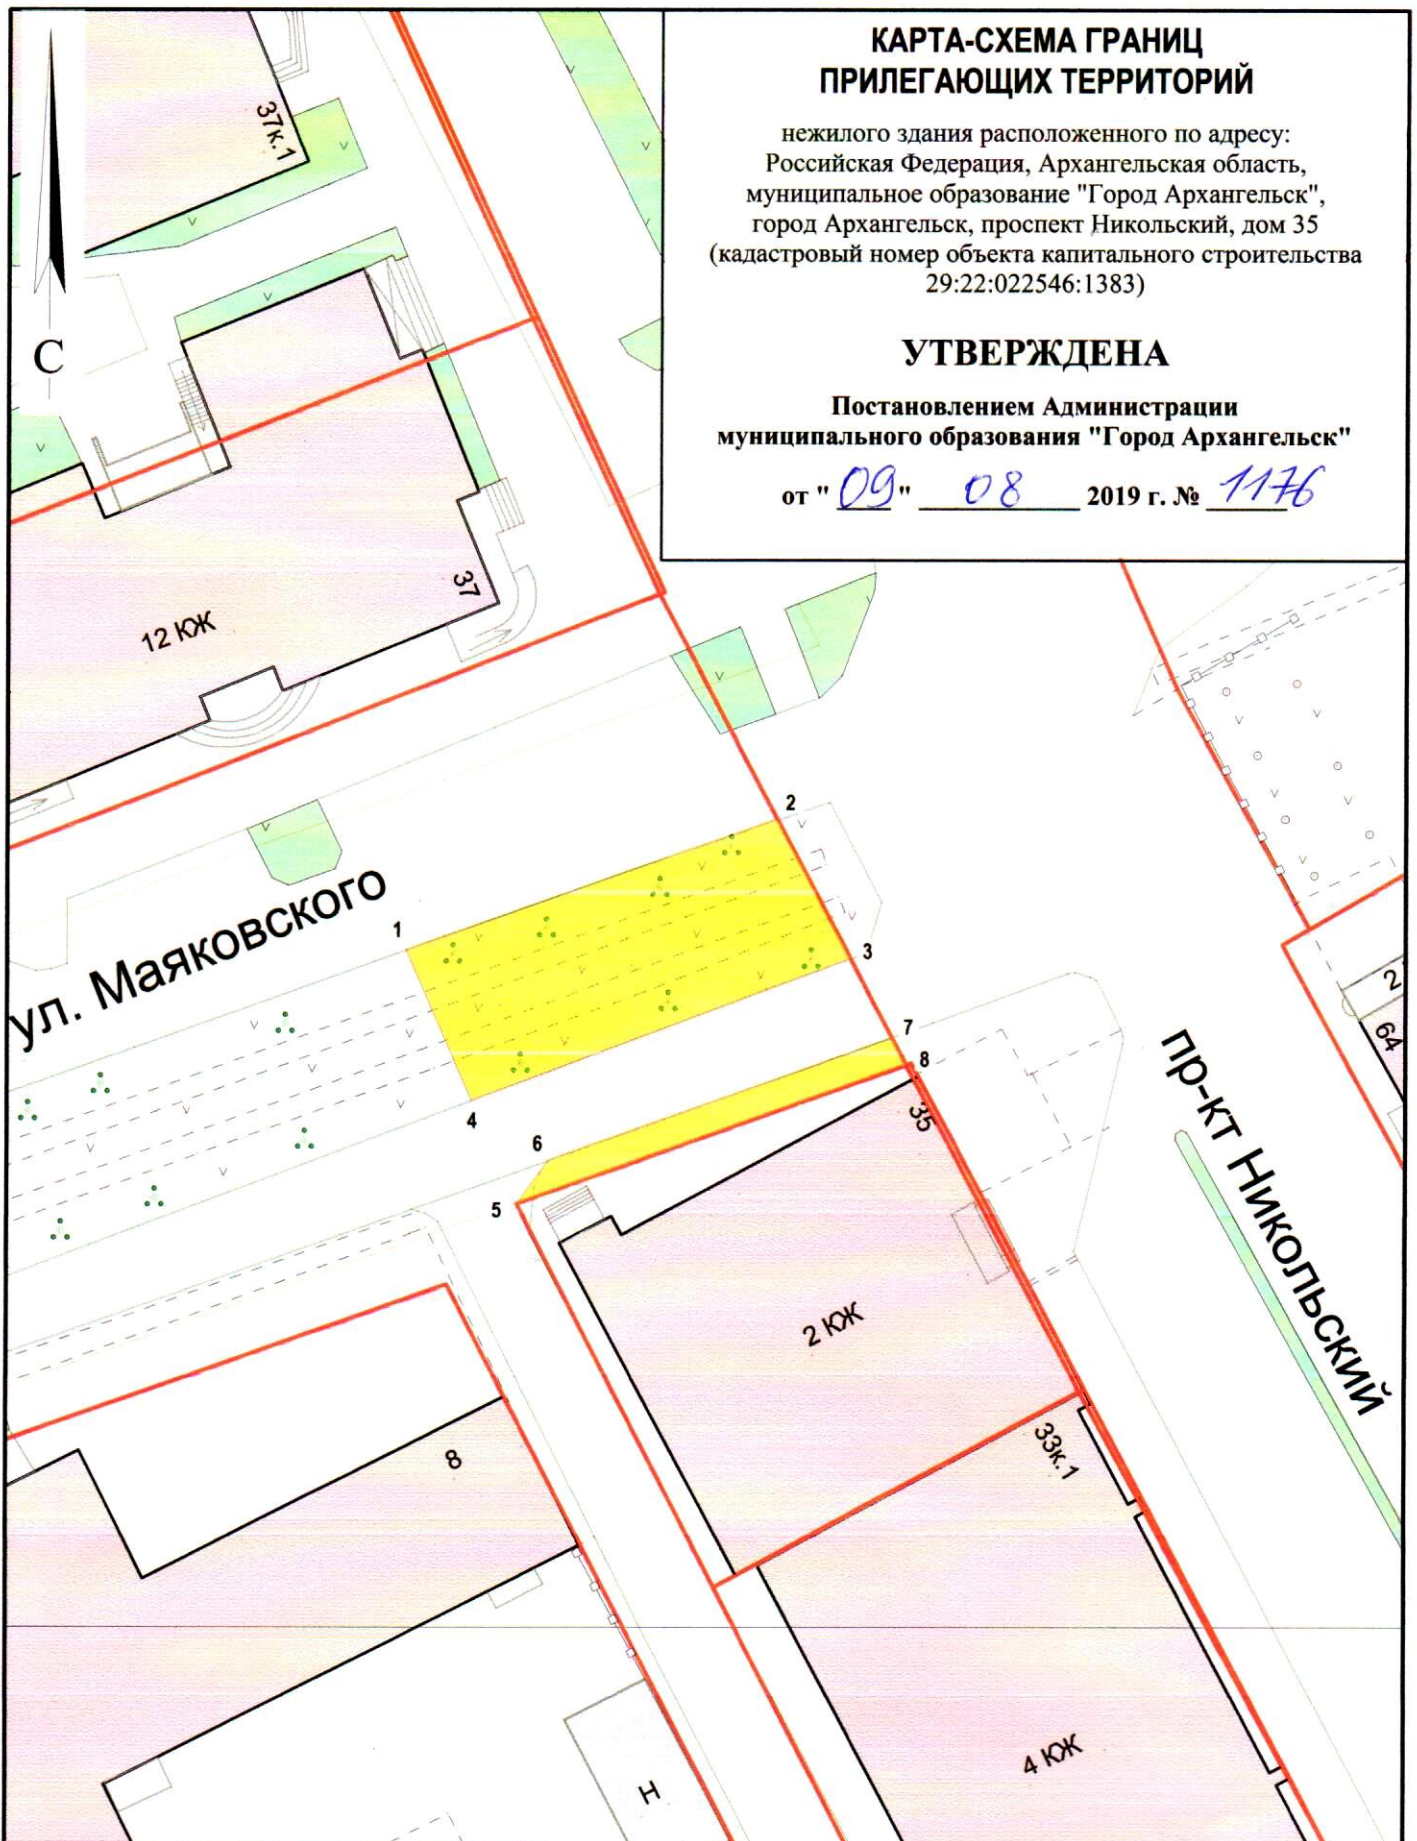 КАРТА-СХЕМА ГРАНИЦ
ПРИЛЕГАЮЩИХ ТЕРРИТОРИЙ
нежилого здания расположенного по адресу:
Российская Федерация, Архангельская область,
муниципальное образование "Город Архангельск",
город Архангельск, проспект Никольский, дом 35
(кадастровый номер объекта капитального строительства
29:22:022546:1383)
УТВЕРЖДЕНА
Постановлением Администрации
муниципального образования "Город Архангельск"
от "09" 08 2019 г. № 1176
С
37к.1
37
12 КЖ
ул. Маяковского
1
2
3
4
5
6
7
8
35
2 КЖ
пр-кт Никольский
2
64
33к.1
8
4 КЖ
Н